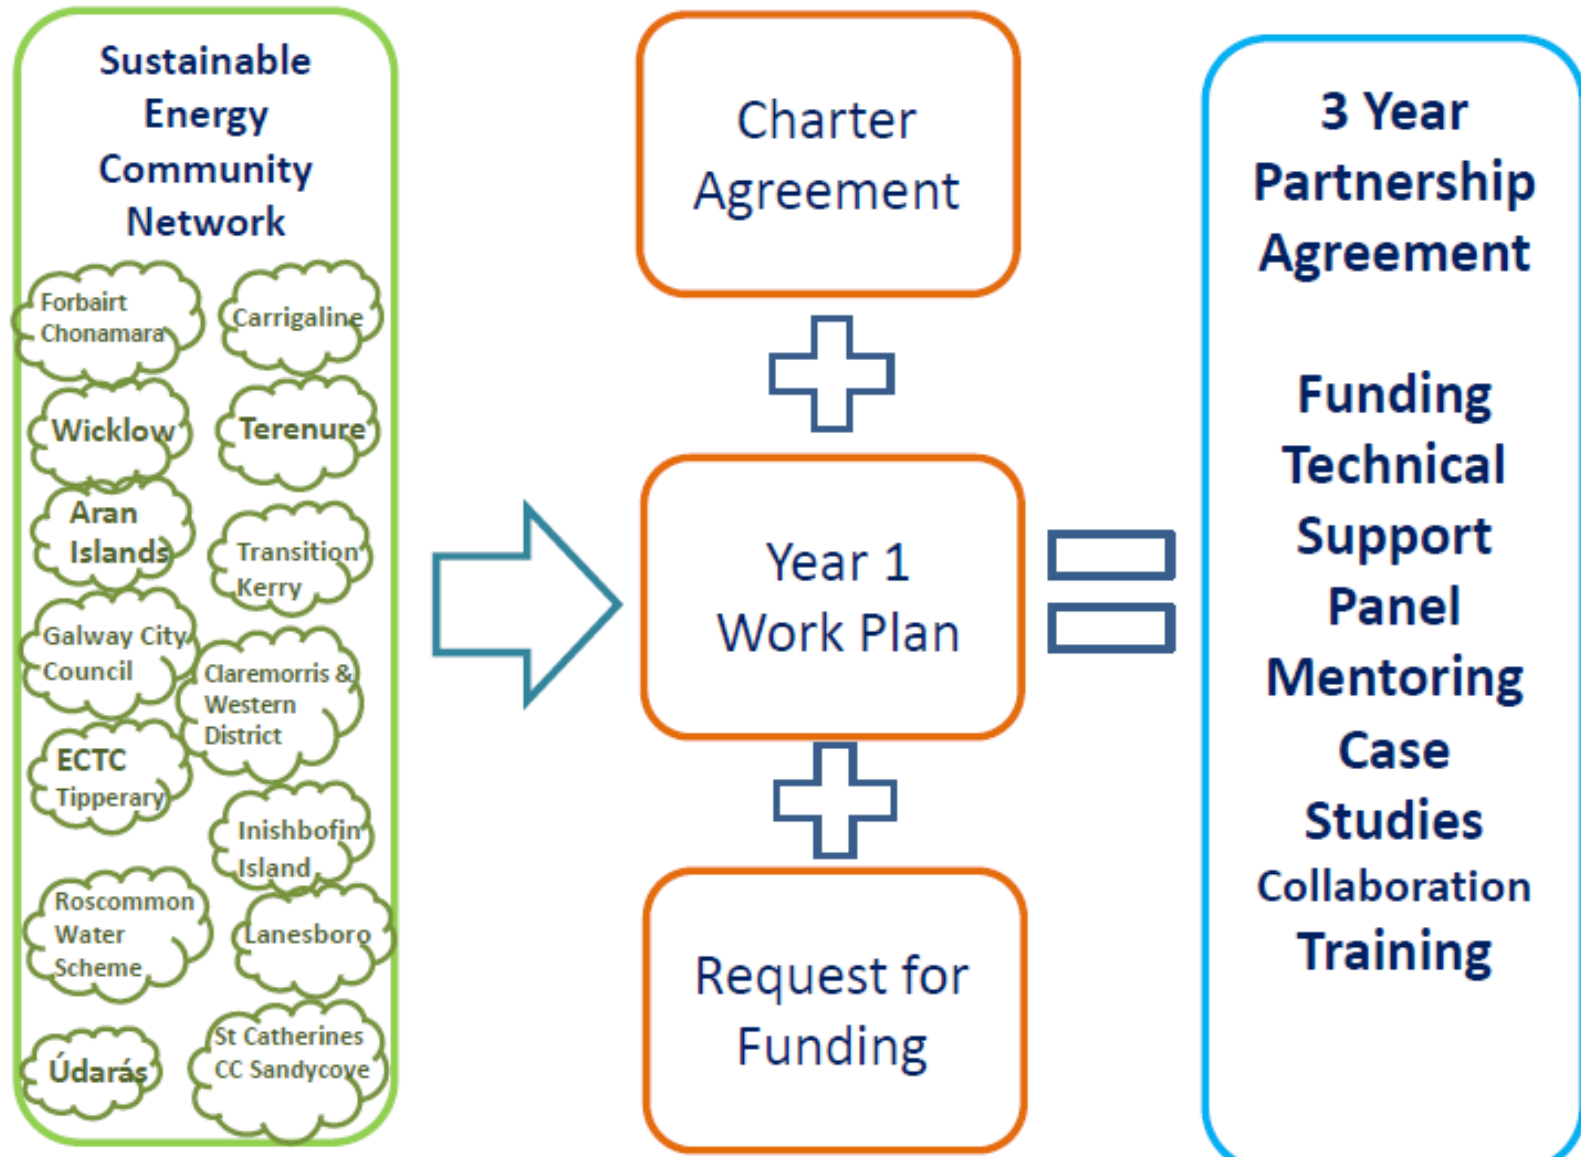 Sustainable
Energy
Community
Network
Forbairt
Chonamara
Carrigaline
Wicklow
Terenure
Aran
Islands
Transition
Kerry
Galway City
Council
Claremorris &
Western
District
ECTC
Tipperary
Inishbofin
Island
Roscommon
Water
Scheme
Lanesboro
Údarás
St Catherines
CC Sandycove
Charter
Agreement
Year 1
Work Plan
Request for
Funding
3 Year
Partnership
Agreement
Funding
Technical
Support
Panel
Mentoring
Case
Studies
Collaboration
Training